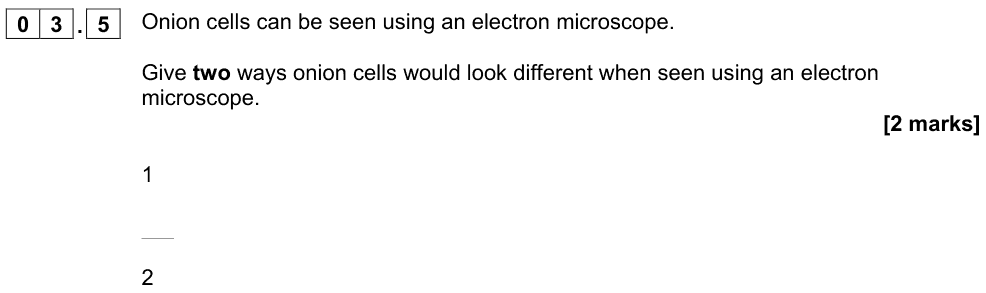 0 3 . 5 Onion cells can be seen using an electron microscope.
Give two ways onion cells would look different when seen using an electron
microscope.
[2 marks]
1
2